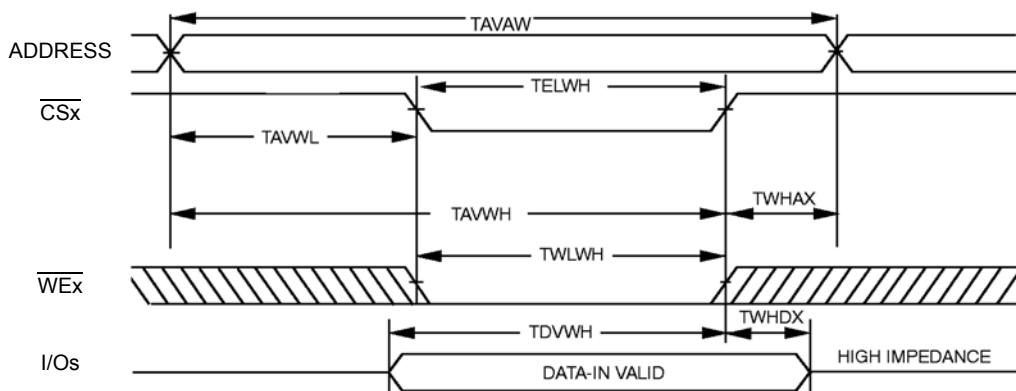 TAVAW
ADDRESS
TELWH
CSx
TAVWL
TAVWH
TWHAX
TWLWH
WEx
TWHDX
TDVWH
I/Os
DATA-IN VALID
HIGH IMPEDANCE